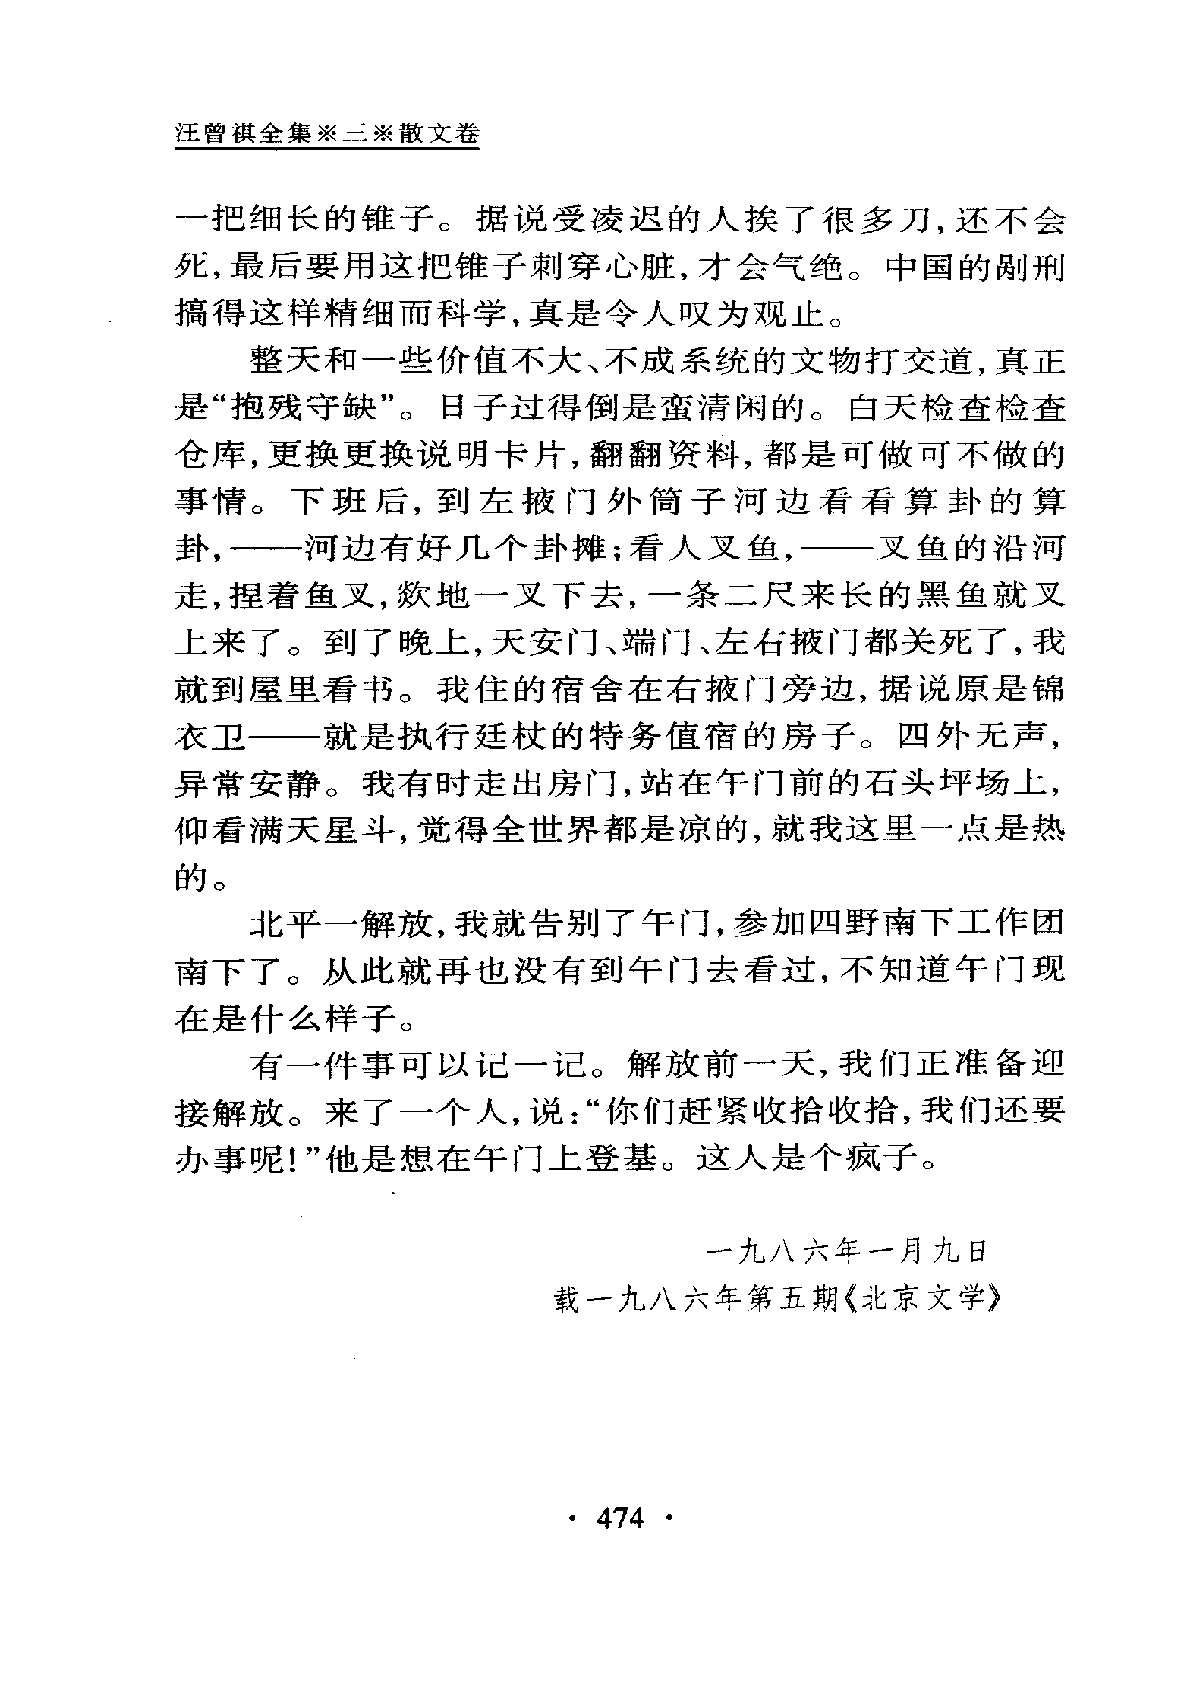 汪曾祺全集※三※散文卷
一把细长的锥子。据说受凌迟的人挨了很多刀,还不会
死,最后要用这把锥子刺穿心脏,才会气绝。中国的剐刑
搞得这样精细而科学,真是令人叹为观止。
整天和一些价值不大、不成系统的文物打交道,真正
是“抱残守缺”。日子过得倒是蛮清闲的。白天检查检查
仓库,更换更换说明卡片,翻翻资料,都是可做可不做的
事情。下班后,到左掖门外筒子河边看看算卦的算
卦,——河边有好几个卦摊;看人叉鱼,——叉鱼的沿河
走,捏着鱼叉,欻地一叉下去,一条二尺来长的黑鱼就叉
上来了。到了晚上,天安门、端门、左右掖门都关死了,我
就到屋里看书。我住的宿舍在右掖门旁边,据说原是锦
衣卫——就是执行廷杖的特务值宿的房子。四外无声,
异常安静。我有时走出房门,站在午门前的石头坪场上,
仰看满天星斗,觉得全世界都是凉的,就我这里一点是热
的。
北平一解放,我就告别了午门,参加四野南下工作团
南下了。从此就再也没有到午门去看过,不知道午门现
在是什么样子。
有一件事可以记一记。解放前一天,我们正准备迎
接解放。来了一个人,说:“你们赶紧收拾收拾,我们还要
办事呢!”他是想在午门上登基。这人是个疯子。
一九八六年一月九日
载一九八六年第五期《北京文学》
· 474 ·